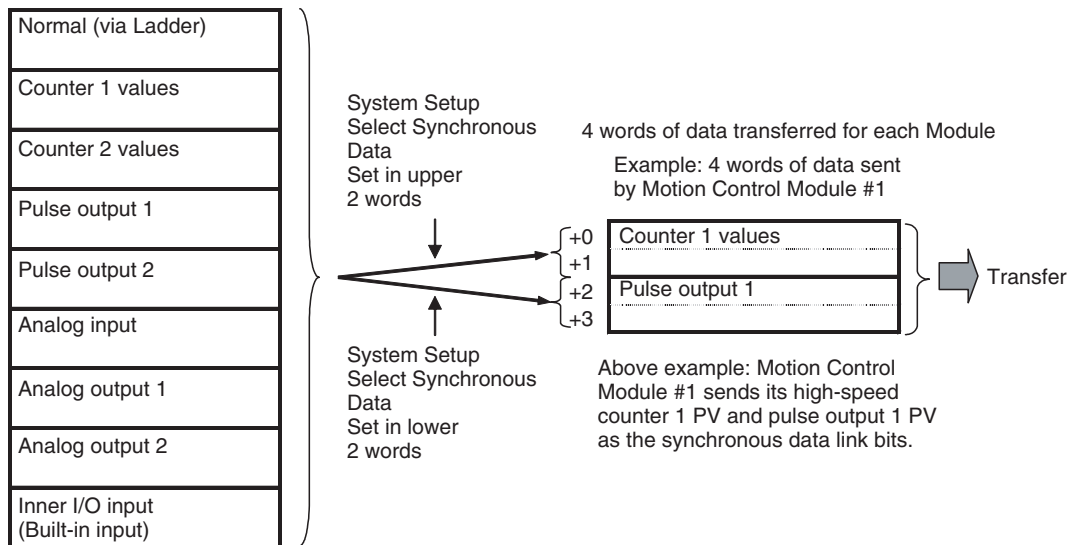 Normal (via Ladder)
Counter 1 values
Counter 2 values
Pulse output 1
Pulse output 2
Analog input
Analog output 1
Analog output 2
Inner I/O input
(Built-in input)
System Setup
Select Synchronous
Data
Set in upper
2 words
System Setup
Select Synchronous
Data
Set in lower
2 words
4 words of data transferred for each Module
Example: 4 words of data sent
by Motion Control Module #1
+0
Counter 1 values
+1
+2
Pulse output 1
+3
Transfer
Above example: Motion Control
Module #1 sends its high-speed
counter 1 PV and pulse output 1 PV
as the synchronous data link bits.